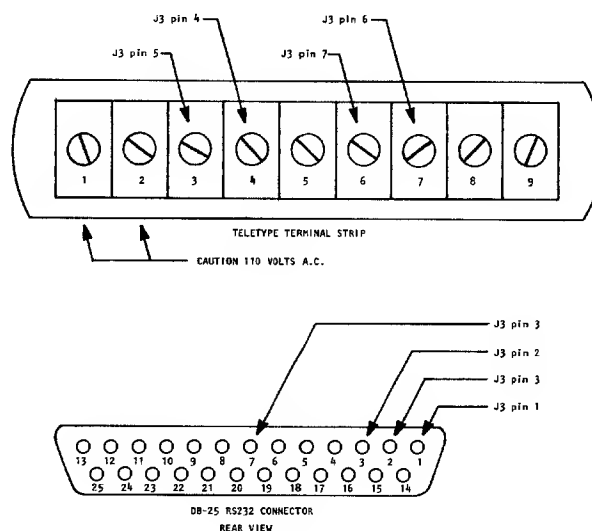 J3 pin 4
J3 pin 6
J3 pin 5
J3 pin 7
1 2 3 4 5 6 7 8 9
TELETYPE TERMINAL STRIP
CAUTION 110 VOLTS A.C.
J3 pin 3
J3 pin 2
J3 pin 3
J3 pin 1
13 12 11 10 9 8 7 6 5 4 3 2 1
25 24 23 22 21 20 19 18 17 16 15 14
DB-25 RS232 CONNECTOR
REAR VIEW